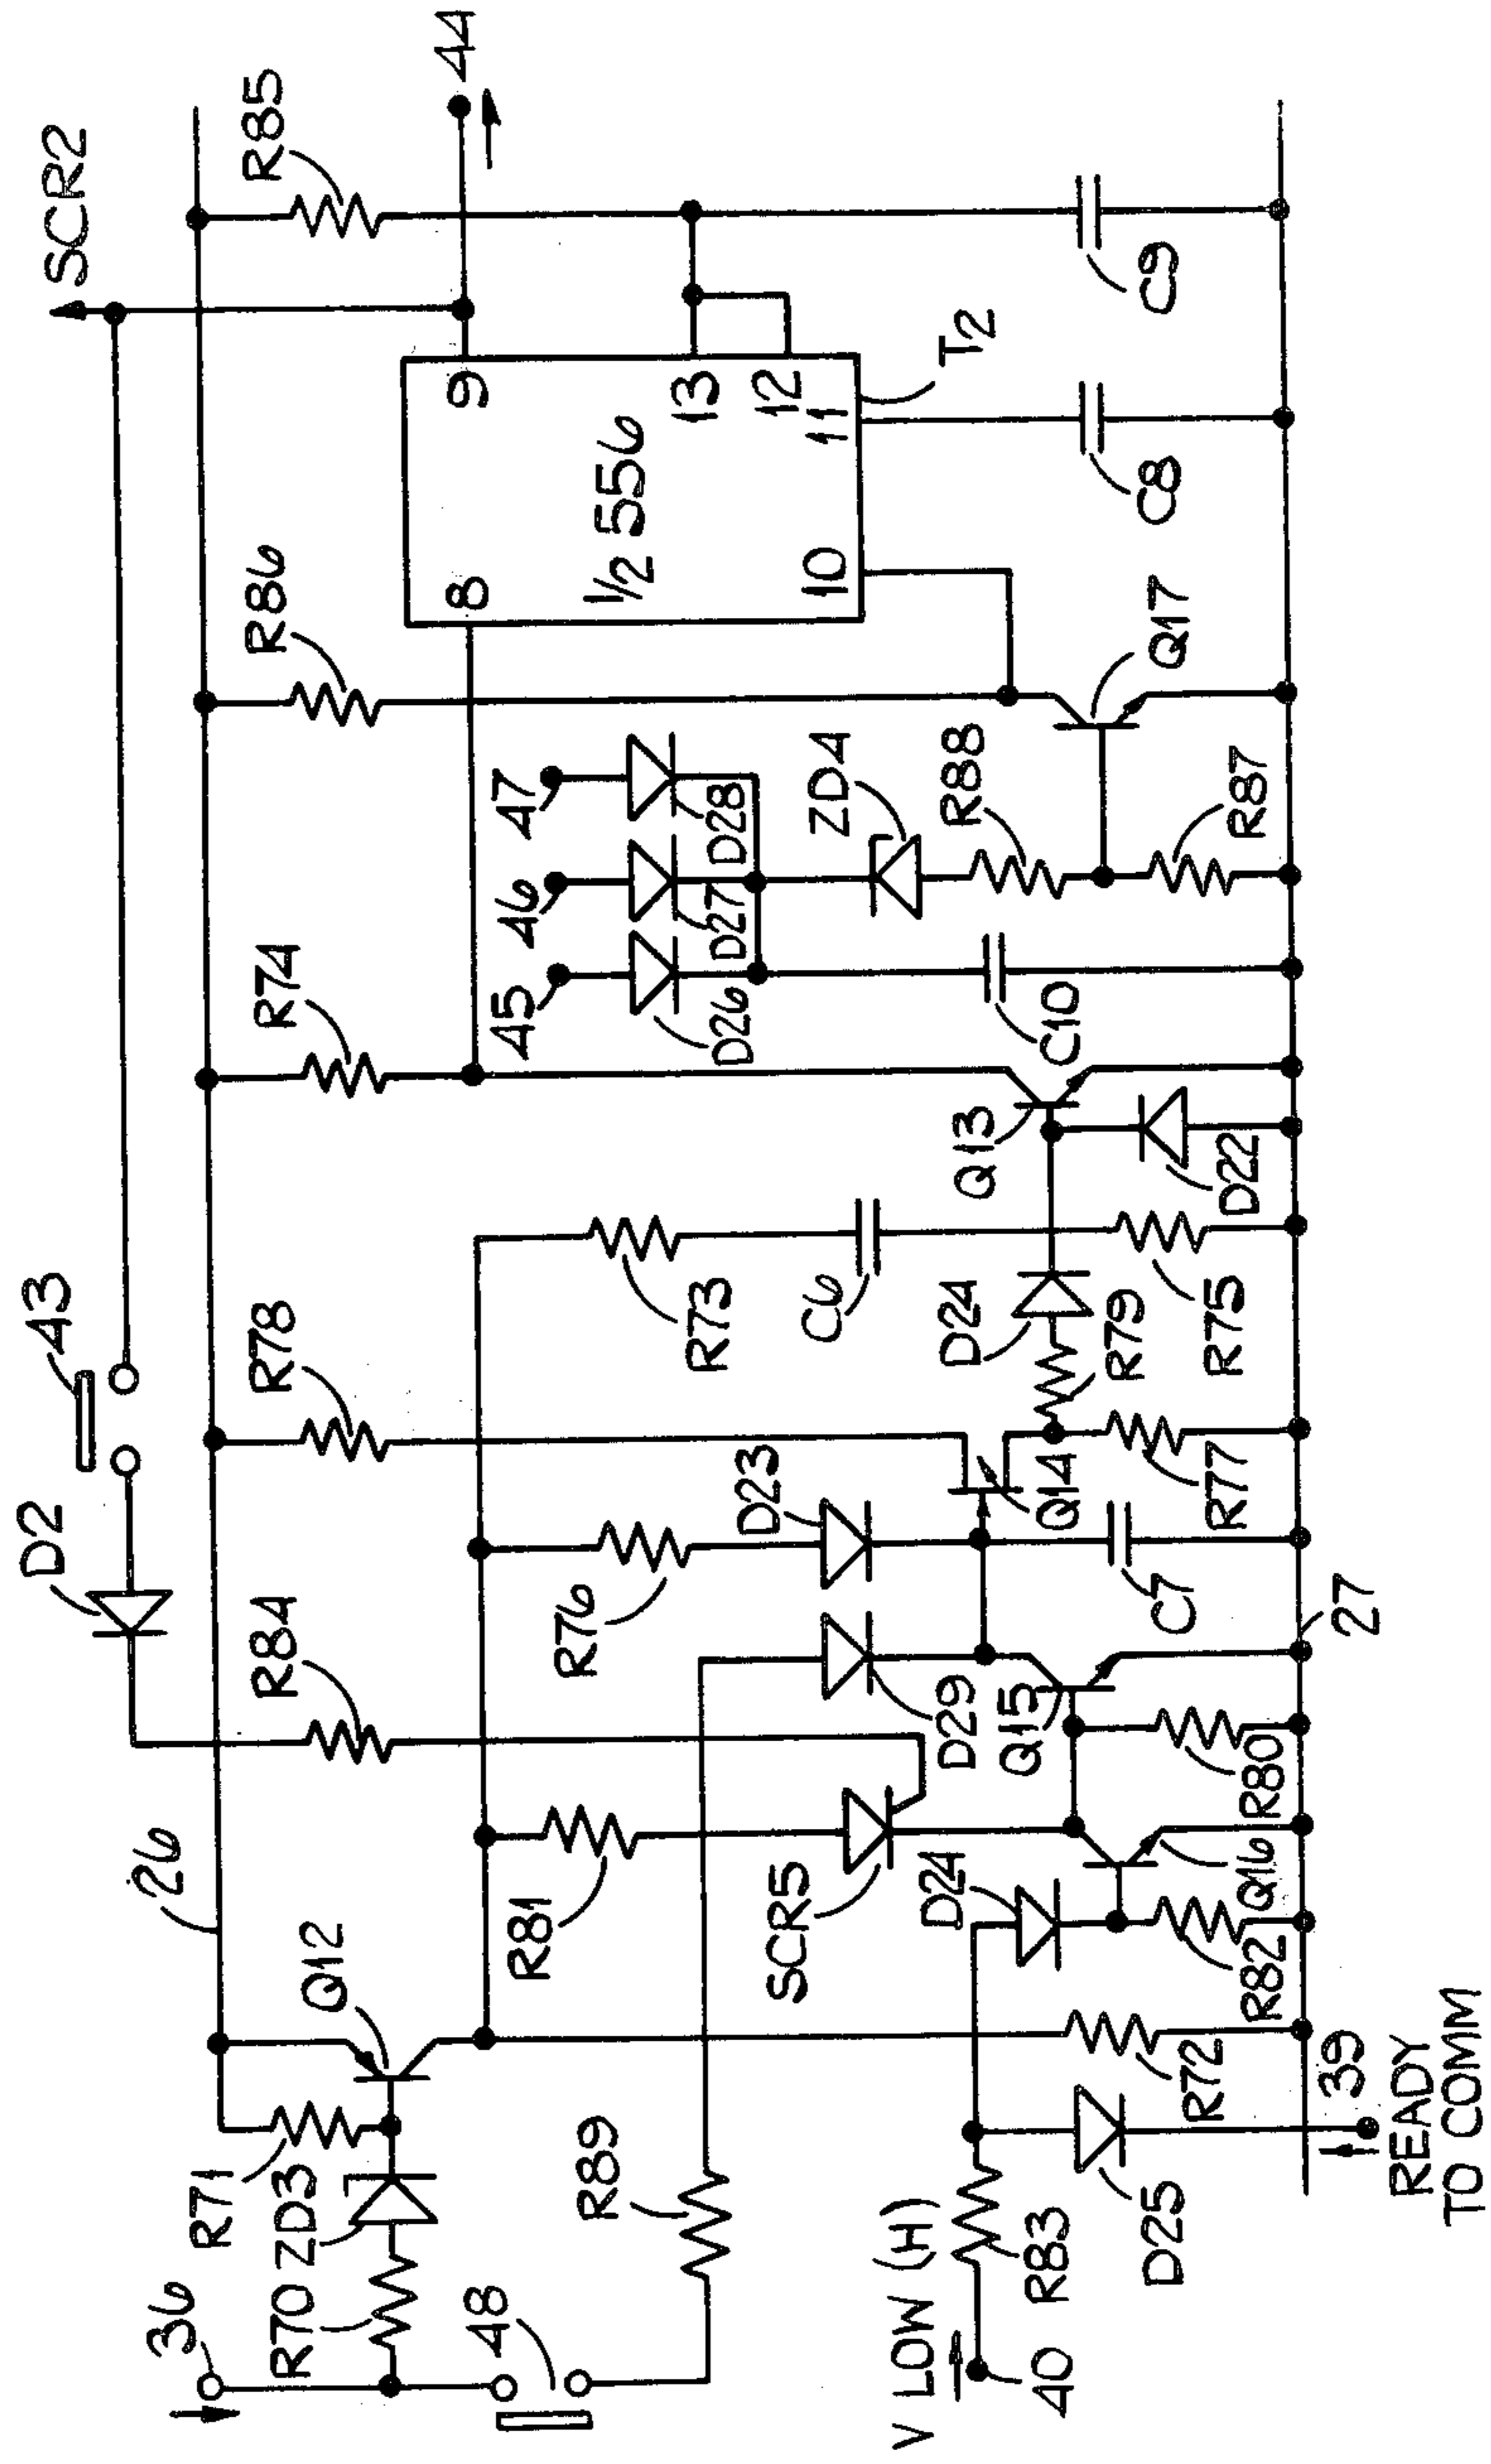 SCR2
43
D2
44
R85
R86
R74
R78
R84
26
Q12
R71
ZD3
R70
36
48
R89
R81
SCR5
R76
D23
D29
R73
C6
45
46
47
D26
D27
D28
8
9
1/2 556
13
12
11
10
T2
ZD4
R88
R87
Q17
C8
C9
C10
Q13
D22
D24
R79
R75
Q14
R77
C7
Q15
R80
Q16
D24
R82
R72
27
V LOW (H)
40
R83
D25
39
READY
TO COMM